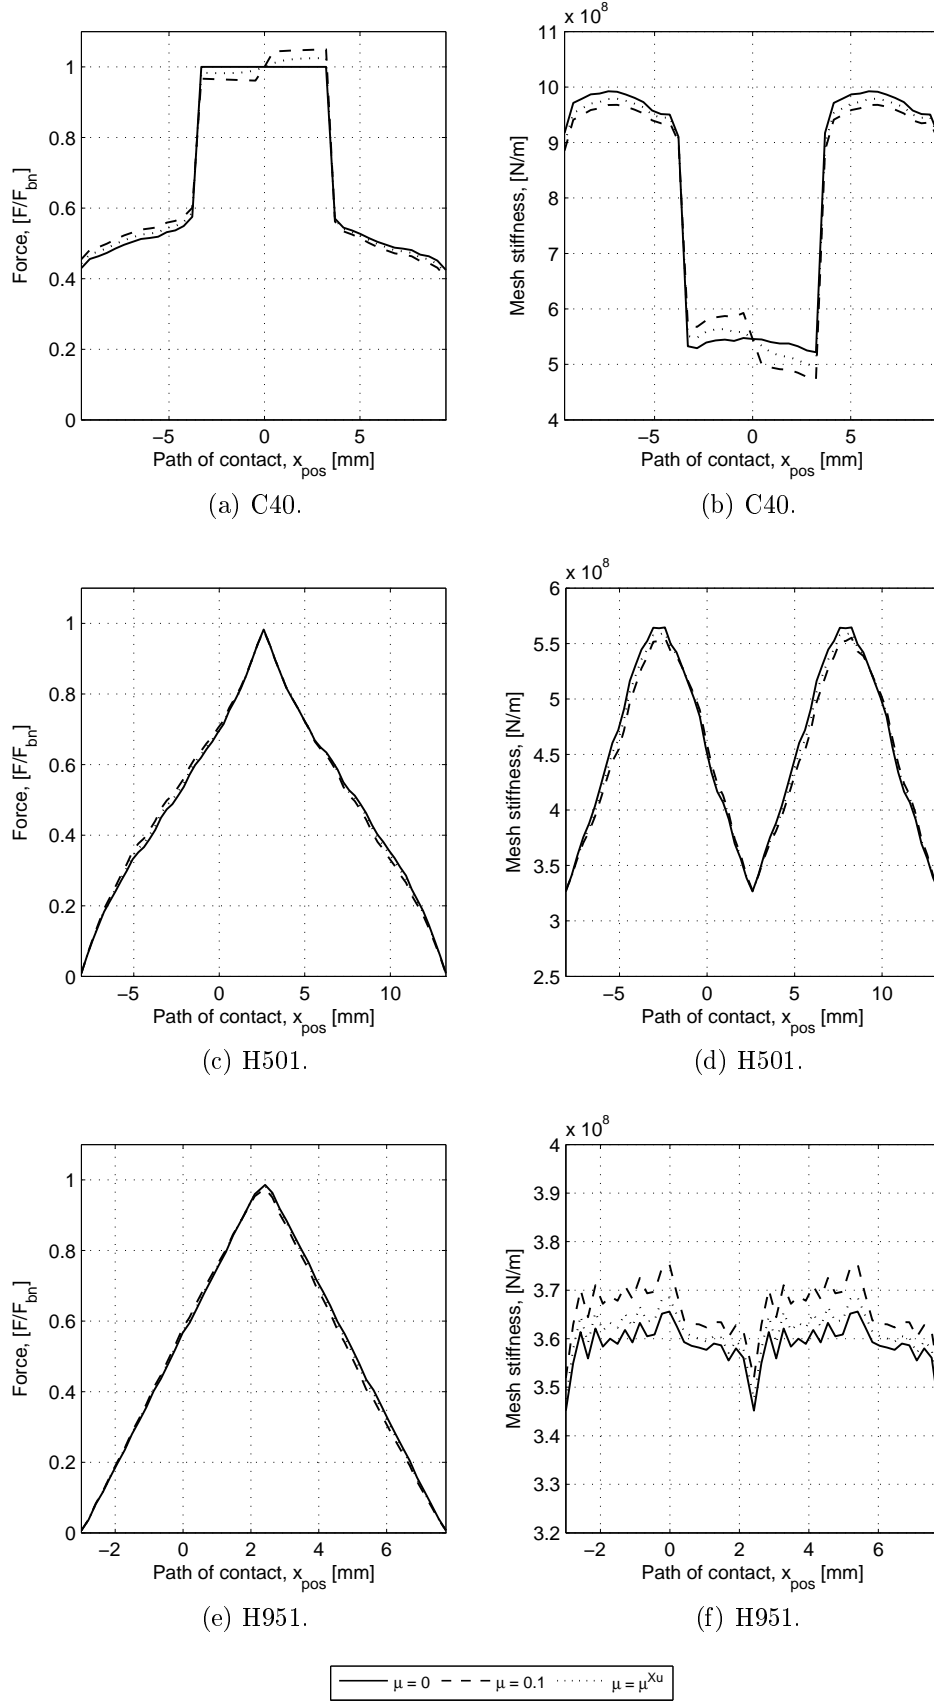 1
0.8
0.6
0.4
0.2
0
Force, [F/F_bn]
−5 0 5
Path of contact, x_pos [mm]
(a) C40.
x 10^8
11
10
9
8
7
6
5
4
Mesh stiffness, [N/m]
−5 0 5
Path of contact, x_pos [mm]
(b) C40.
1
0.8
0.6
0.4
0.2
0
Force, [F/F_bn]
−5 0 5 10
Path of contact, x_pos [mm]
(c) H501.
x 10^8
6
5.5
5
4.5
4
3.5
3
2.5
Mesh stiffness, [N/m]
−5 0 5 10
Path of contact, x_pos [mm]
(d) H501.
1
0.8
0.6
0.4
0.2
0
Force, [F/F_bn]
−2 0 2 4 6
Path of contact, x_pos [mm]
(e) H951.
x 10^8
4
3.9
3.8
3.7
3.6
3.5
3.4
3.3
3.2
Mesh stiffness, [N/m]
−2 0 2 4 6
Path of contact, x_pos [mm]
(f) H951.
μ = 0 μ = 0.1 μ = μ^Xu